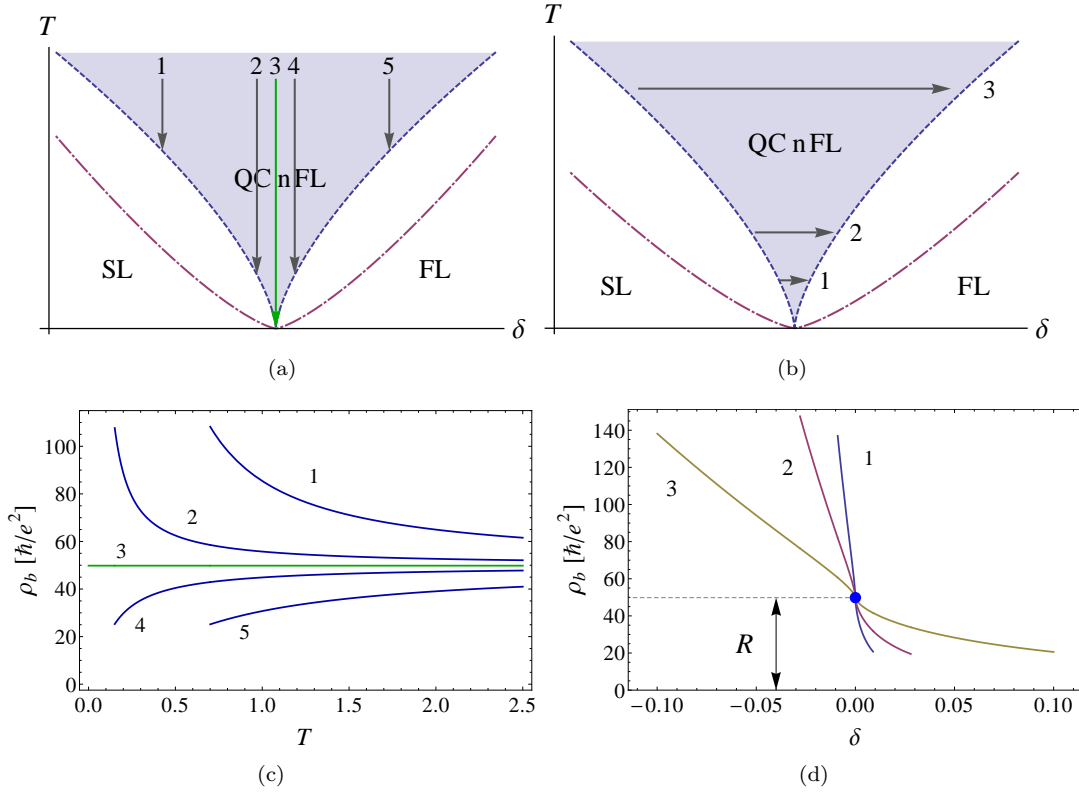 T
1 2 3 4 5
QC nFL
SL
FL
δ
(a)
T
3
QC nFL
2
1
SL
FL
δ
(b)
ρb [ħ/e²]
100
80
60
40
20
0
1
2
3
4
5
0.0 0.5 1.0 1.5 2.0 2.5
T
(c)
ρb [ħ/e²]
140
120
100
80
60
40
20
0
1
2
3
R
−0.10 −0.05 0.00 0.05 0.10
δ
(d)